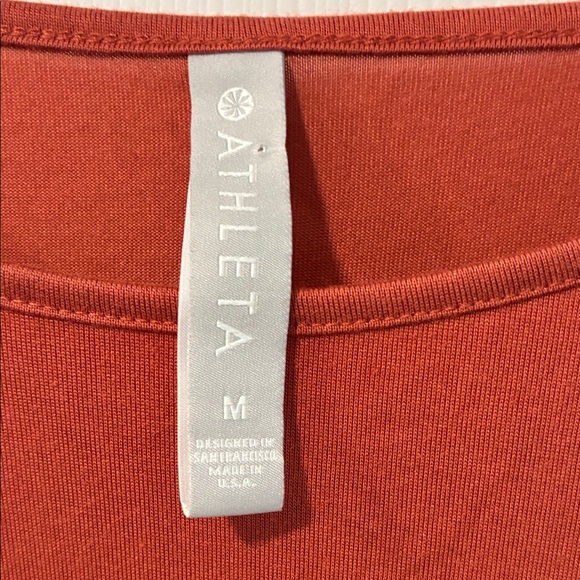 ATHLETA
M
DESIGNED IN
SAN FRANCISCO
MADE IN
U.S.A.